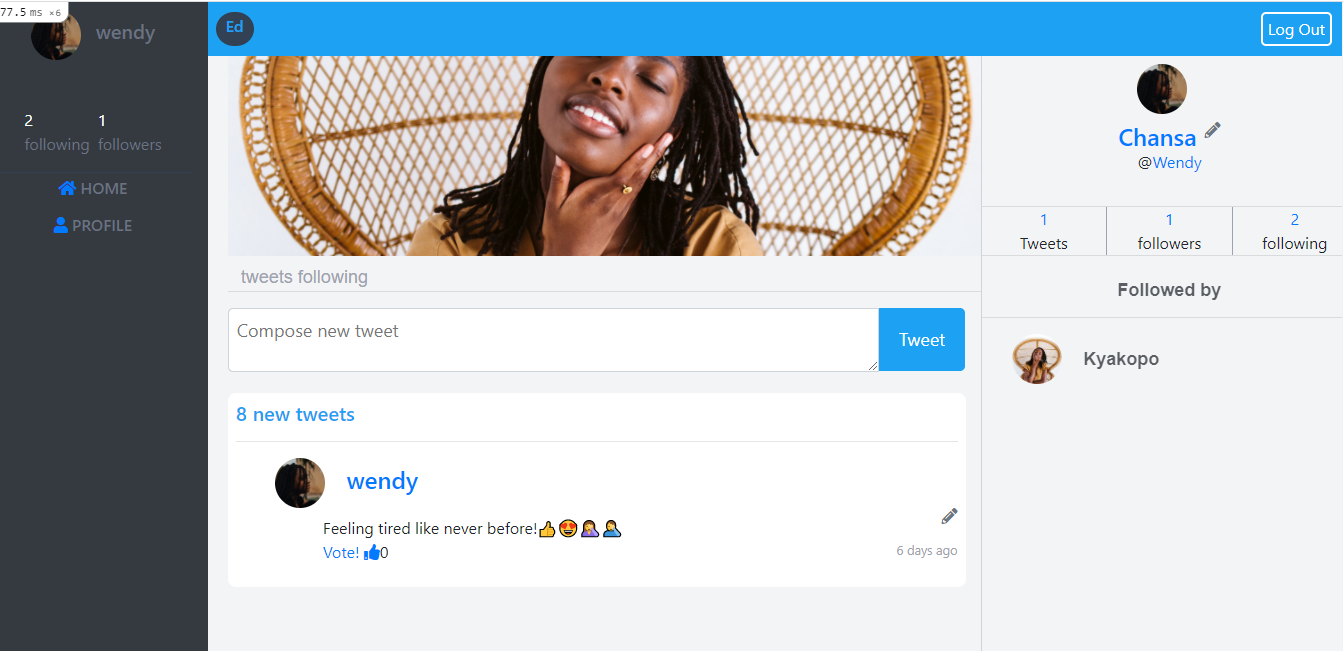 77.5 ms ×6
wendy
2 1
following followers
HOME
PROFILE
Ed
Log Out
tweets following
Compose new tweet
Tweet
8 new tweets
wendy
Feeling tired like never before!👍😍🤦‍♀️🤦‍♂️
Vote! 0
6 days ago
Chansa
@Wendy
1 1 2
Tweets followers following
Followed by
Kyakopo